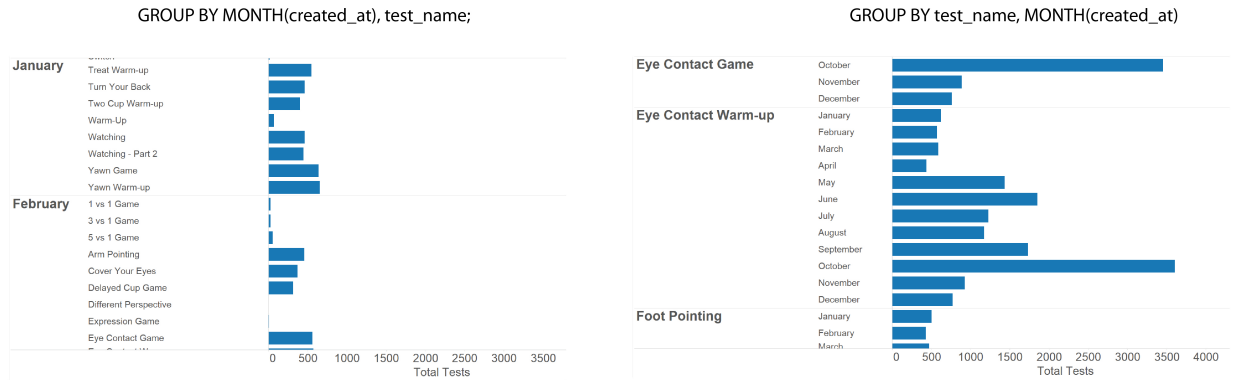 GROUP BY MONTH(created_at), test_name;
January
Treat Warm-up
Turn Your Back
Two Cup Warm-up
Warm-Up
Watching
Watching - Part 2
Yawn Game
Yawn Warm-up
February
1 vs 1 Game
3 vs 1 Game
5 vs 1 Game
Arm Pointing
Cover Your Eyes
Delayed Cup Game
Different Perspective
Expression Game
Eye Contact Game
0 500 1000 1500 2000 2500 3000 3500
Total Tests
GROUP BY test_name, MONTH(created_at)
Eye Contact Game
October
November
December
Eye Contact Warm-up
January
February
March
April
May
June
July
August
September
October
November
December
Foot Pointing
January
February
March
0 500 1000 1500 2000 2500 3000 3500 4000
Total Tests